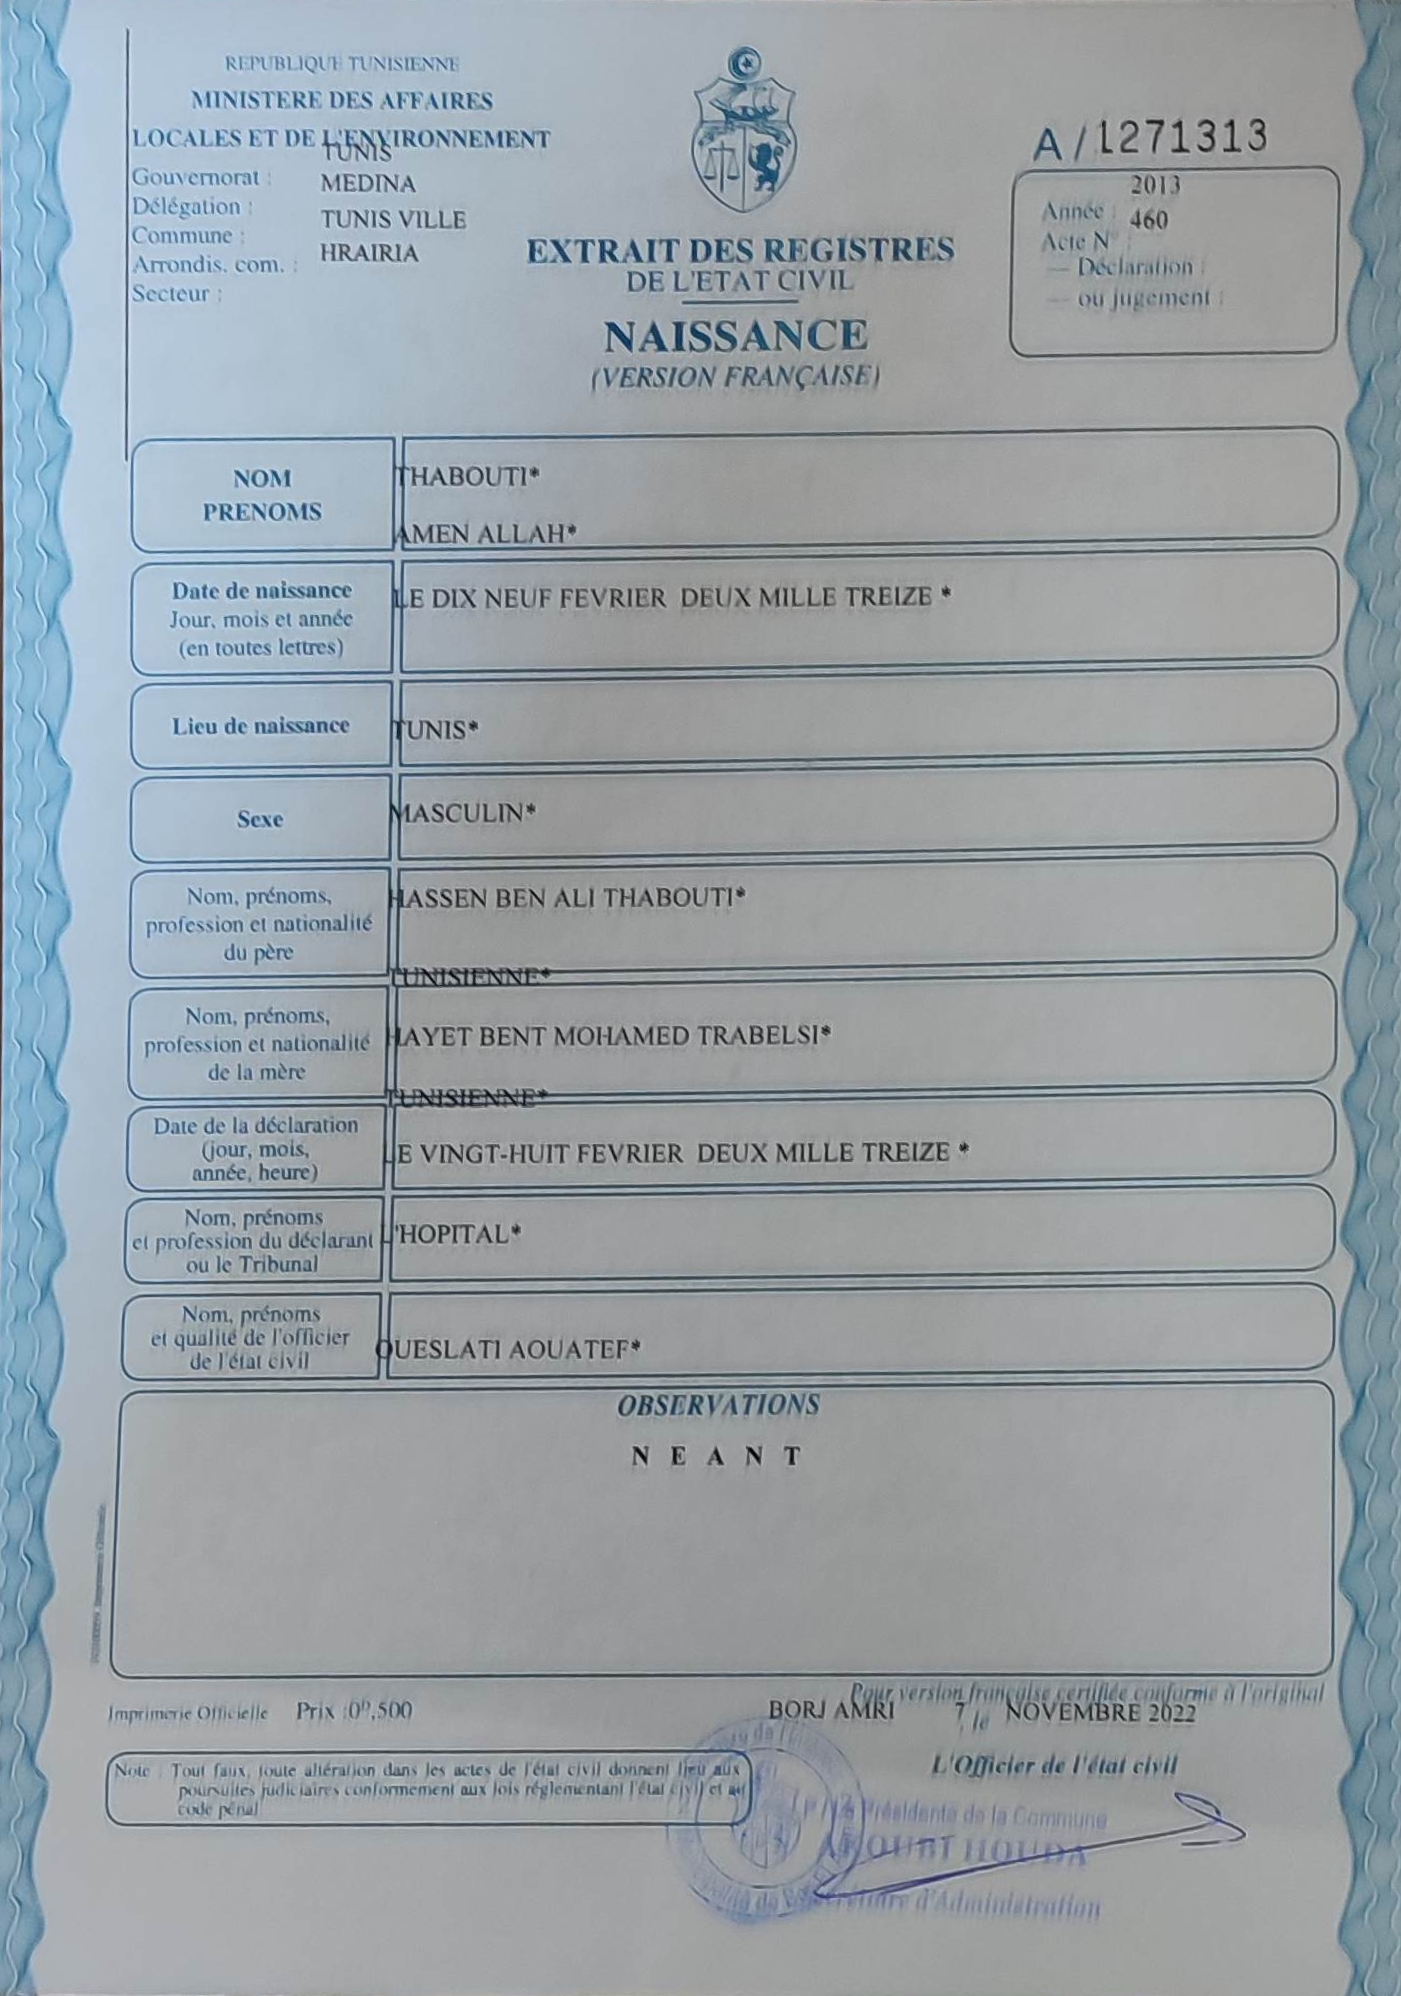 REPUBLIQUE TUNISIENNE
MINISTERE DES AFFAIRES
LOCALES ET DE L'ENVIRONNEMENT
TUNIS
Gouvernorat :
MEDINA
Délégation :
TUNIS VILLE
Commune :
HRAIRIA
Arrondis. com. :
Secteur :
EXTRAIT DES REGISTRES
DE L'ETAT CIVIL
NAISSANCE
(VERSION FRANÇAISE)
A / 1271313
2013
Année :
460
Acte N° :
— Déclaration :
— ou jugement :
NOM
PRENOMS
THABOUTI*
AMEN ALLAH*
Date de naissance
Jour, mois et année
(en toutes lettres)
LE DIX NEUF FEVRIER DEUX MILLE TREIZE *
Lieu de naissance
TUNIS*
Sexe
MASCULIN*
Nom, prénoms,
profession et nationalité
du père
HASSEN BEN ALI THABOUTI*
TUNISIENNE*
Nom, prénoms,
profession et nationalité
de la mère
HAYET BENT MOHAMED TRABELSI*
TUNISIENNE*
Date de la déclaration
(jour, mois,
année, heure)
LE VINGT-HUIT FEVRIER DEUX MILLE TREIZE *
Nom, prénoms
et profession du déclarant
ou le Tribunal
L'HOPITAL*
Nom, prénoms
et qualité de l'officier
de l'état civil
OUESLATI AOUATEF*
OBSERVATIONS
N E A N T
Imprimerie Officielle Prix :0ᴰ,500
Pour version française certifiée conforme à l'original
BORJ AMRI 7 le NOVEMBRE 2022
L'Officier de l'état civil
Note : Tout faux, toute altération dans les actes de l'état civil donnent lieu aux
poursuites judiciaires conformement aux lois réglementant l'état civil et au
code pénal
P / La Présidente de la Commune
HOUDA
Secrétaire d'Administration